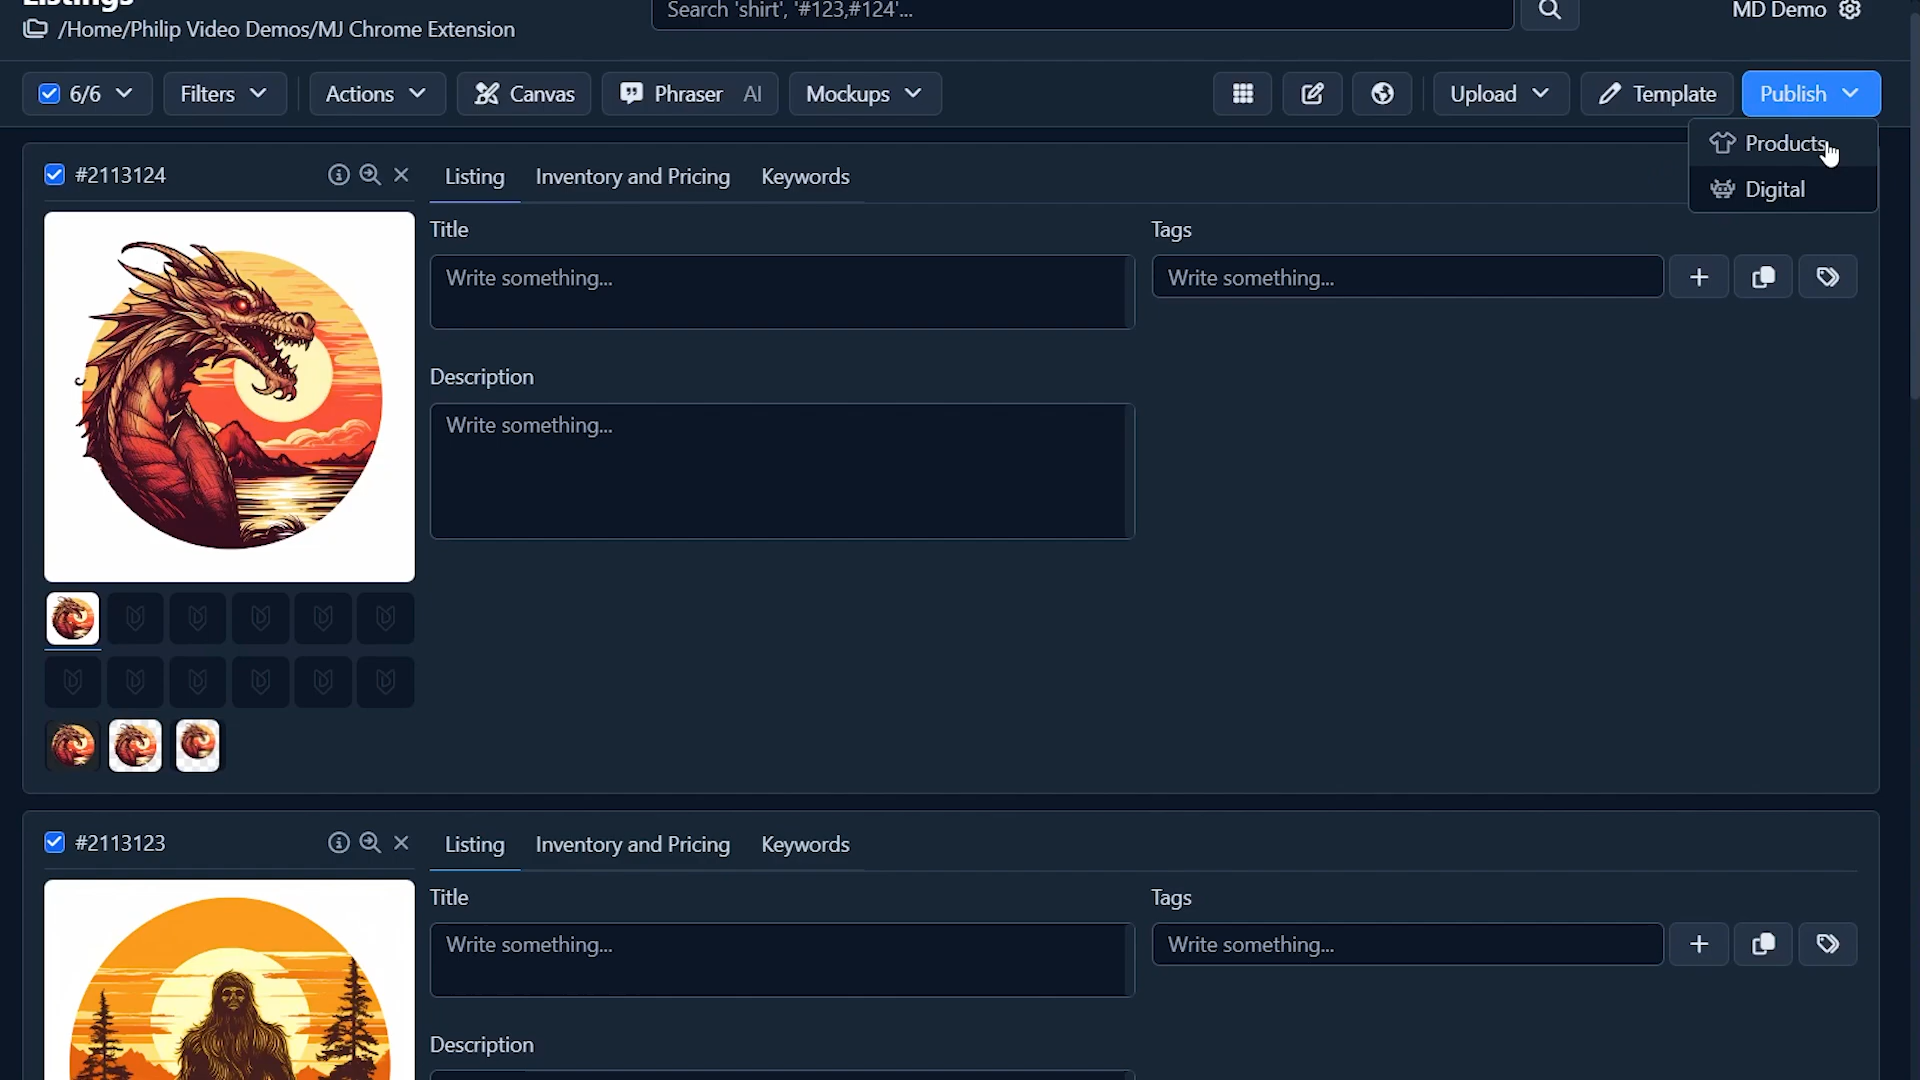 Listings
/Home/Philip Video Demos/MJ Chrome Extension
Search 'shirt', '#123,#124'...
MD Demo
6/6
Filters
Actions
Canvas
Phraser AI
Mockups
Upload
Template
Publish
Products
Digital
#2113124
Listing
Inventory and Pricing
Keywords
Title
Tags
Write something...
Write something...
Description
Write something...
#2113123
Listing
Inventory and Pricing
Keywords
Title
Tags
Write something...
Write something...
Description